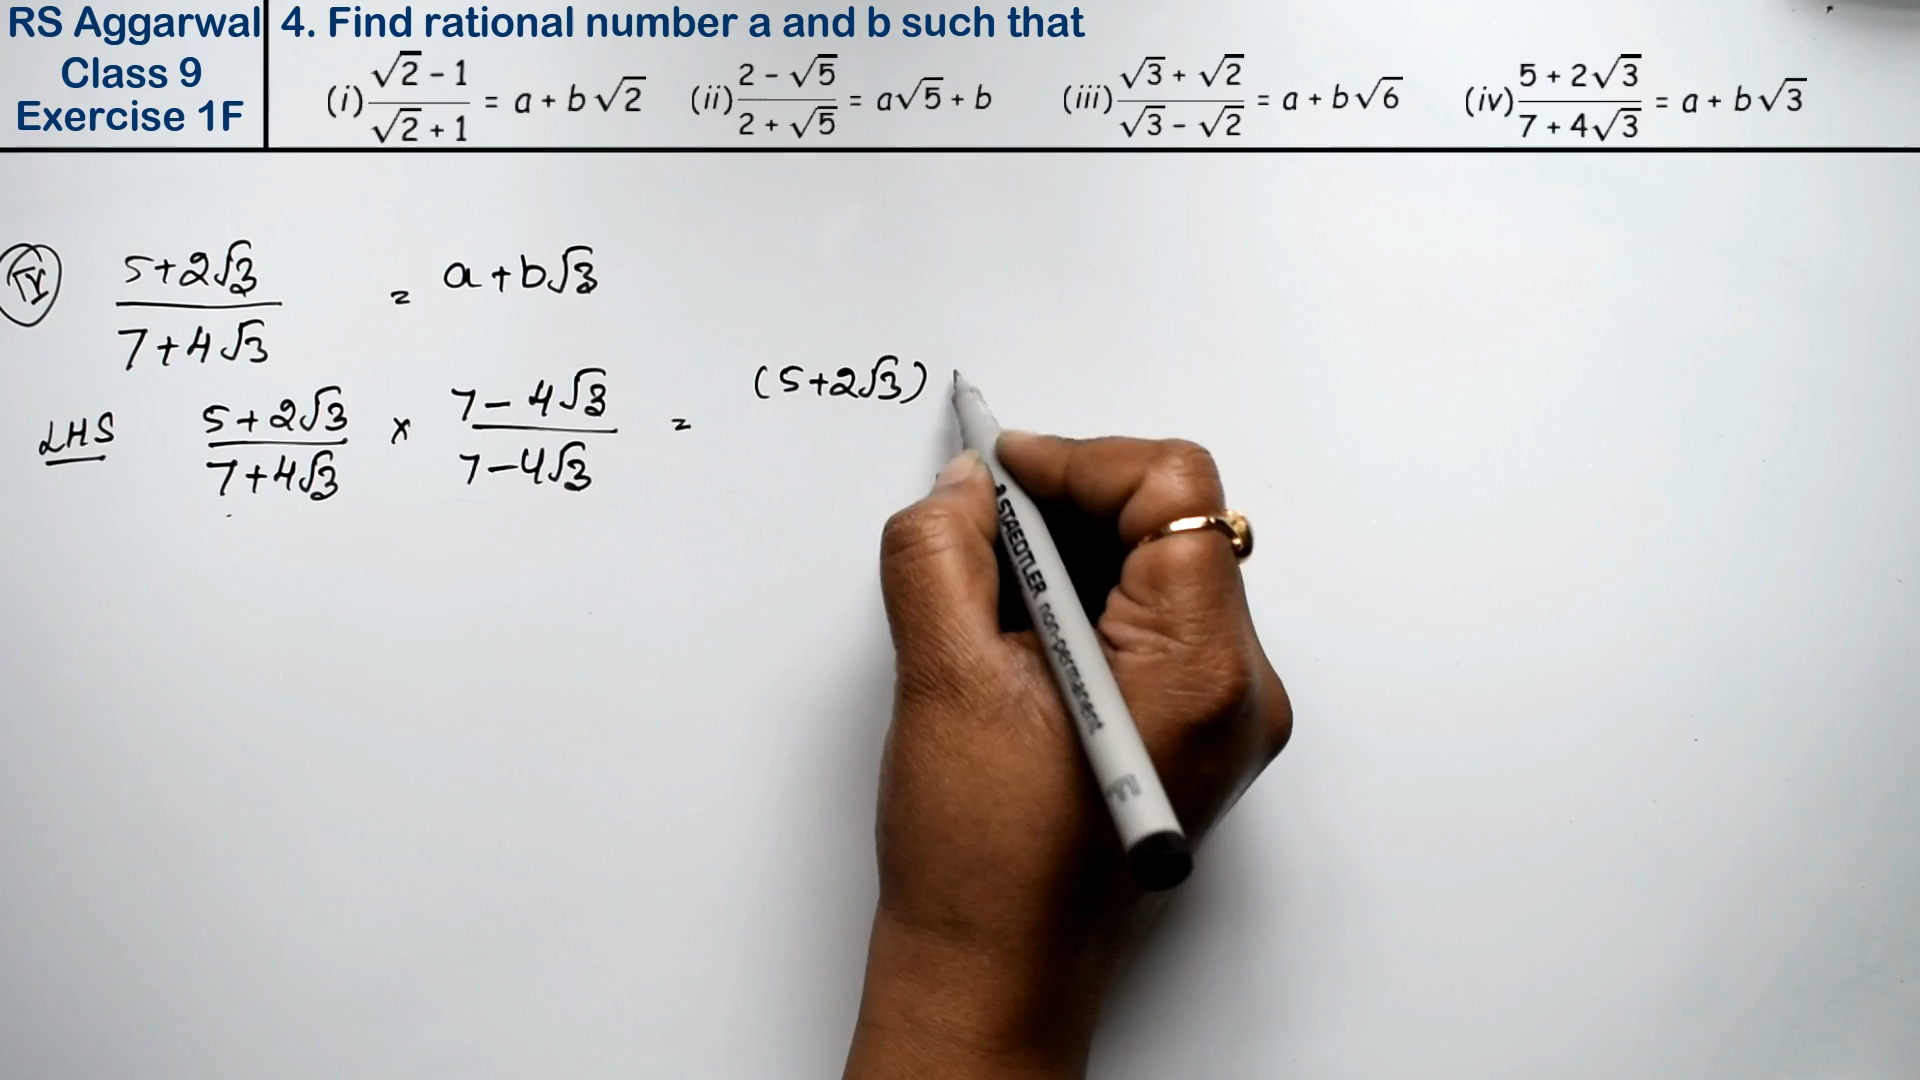 RS Aggarwal
Class 9
Exercise 1F
4. Find rational number a and b such that
(i) (√2 - 1)/(√2 + 1) = a + b√2 (ii) (2 - √5)/(2 + √5) = a√5 + b (iii) (√3 + √2)/(√3 - √2) = a + b√6 (iv) (5 + 2√3)/(7 + 4√3) = a + b√3
(IV) (5+2√3)/(7+4√3) = a+b√3
LHS (5+2√3)/(7+4√3) × (7-4√3)/(7-4√3) = (5+2√3)
STAEDTLER non-permanent